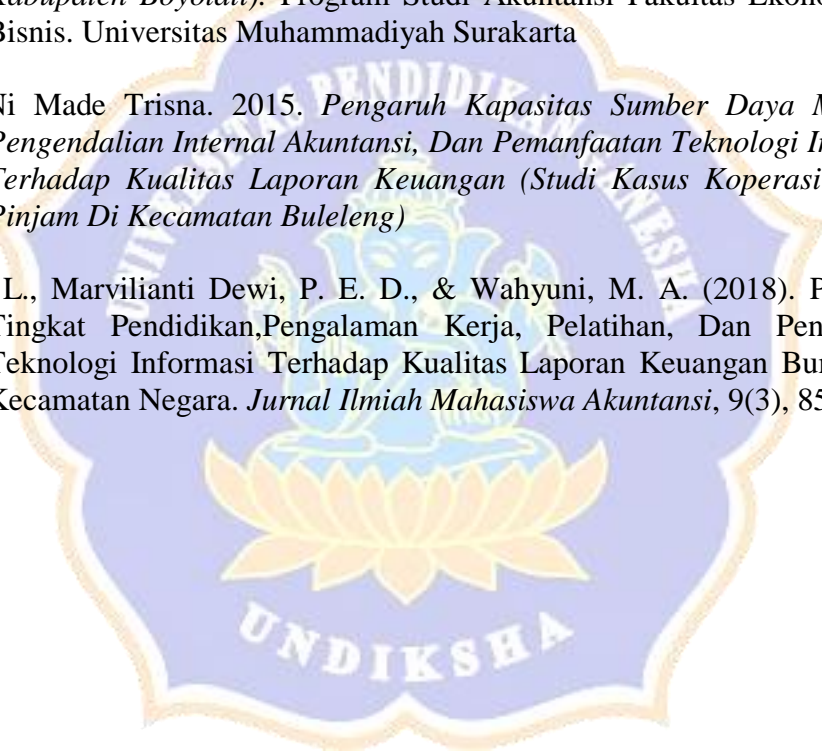 Kabupaten Boyolali). Program Studi Akuntansi Fakultas Ekono
Bisnis. Universitas Muhammadiyah Surakarta
Ni Made Trisna. 2015. Pengaruh Kapasitas Sumber Daya M
Pengendalian Internal Akuntansi, Dan Pemanfaatan Teknologi I
Terhadap Kualitas Laporan Keuangan (Studi Kasus Koperasi
Pinjam Di Kecamatan Buleleng)
L., Marvilianti Dewi, P. E. D., & Wahyuni, M. A. (2018). P
Tingkat Pendidikan,Pengalaman Kerja, Pelatihan, Dan Pen
Teknologi Informasi Terhadap Kualitas Laporan Keuangan Bu
Kecamatan Negara. Jurnal Ilmiah Mahasiswa Akuntansi, 9(3), 85
UNIVERSITAS PENDIDIKAN GANESHA
UNDIKSHA